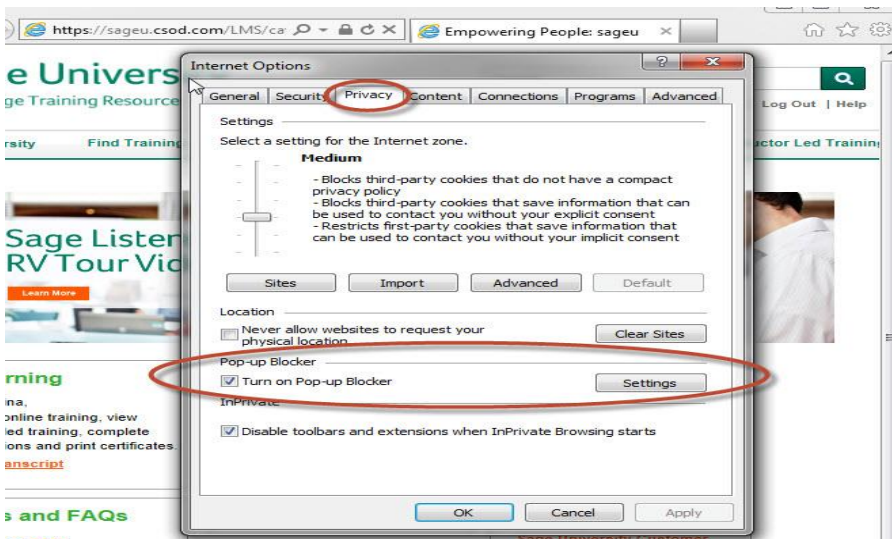 https://sageu.csod.com/LMS/ca
Empowering People: sageu
e Univers
ge Training Resource
Log Out | Help
rsity Find Training
uctor Led Training
Sage Listen
RV Tour Vid
Learn More
rning
ina,
online training, view
led training, complete
ions and print certificates.
anscript
s and FAQs
Internet Options
General Security Privacy Content Connections Programs Advanced
Settings
Select a setting for the Internet zone.
Medium
- Blocks third-party cookies that do not have a compact
privacy policy
- Blocks third-party cookies that save information that can
be used to contact you without your explicit consent
- Restricts first-party cookies that save information that
can be used to contact you without your implicit consent
Sites Import Advanced Default
Location
Never allow websites to request your
physical location
Clear Sites
Pop-up Blocker
Turn on Pop-up Blocker
Settings
InPrivate
Disable toolbars and extensions when InPrivate Browsing starts
OK Cancel Apply
Sage University Customer